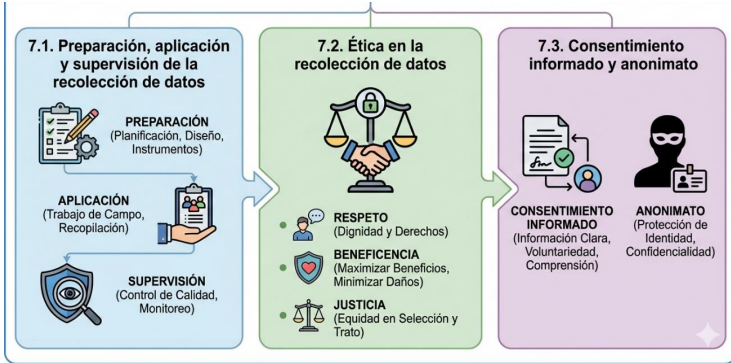 7.1. Preparación, aplicación
y supervisión de la
recolección de datos
PREPARACIÓN
(Planificación, Diseño,
Instrumentos)
APLICACIÓN
(Trabajo de Campo,
Recopilación)
SUPERVISIÓN
(Control de Calidad,
Monitoreo)
7.2. Ética en la
recolección de datos
RESPETO
(Dignidad y Derechos)
BENEFICENCIA
(Maximizar Beneficios,
Minimizar Daños)
JUSTICIA
(Equidad en Selección y
Trato)
7.3. Consentimiento
informado y anonimato
CONSENTIMIENTO
INFORMADO
(Información Clara,
Voluntariedad,
Comprensión)
ANONIMATO
(Protección de
Identidad,
Confidencialidad)